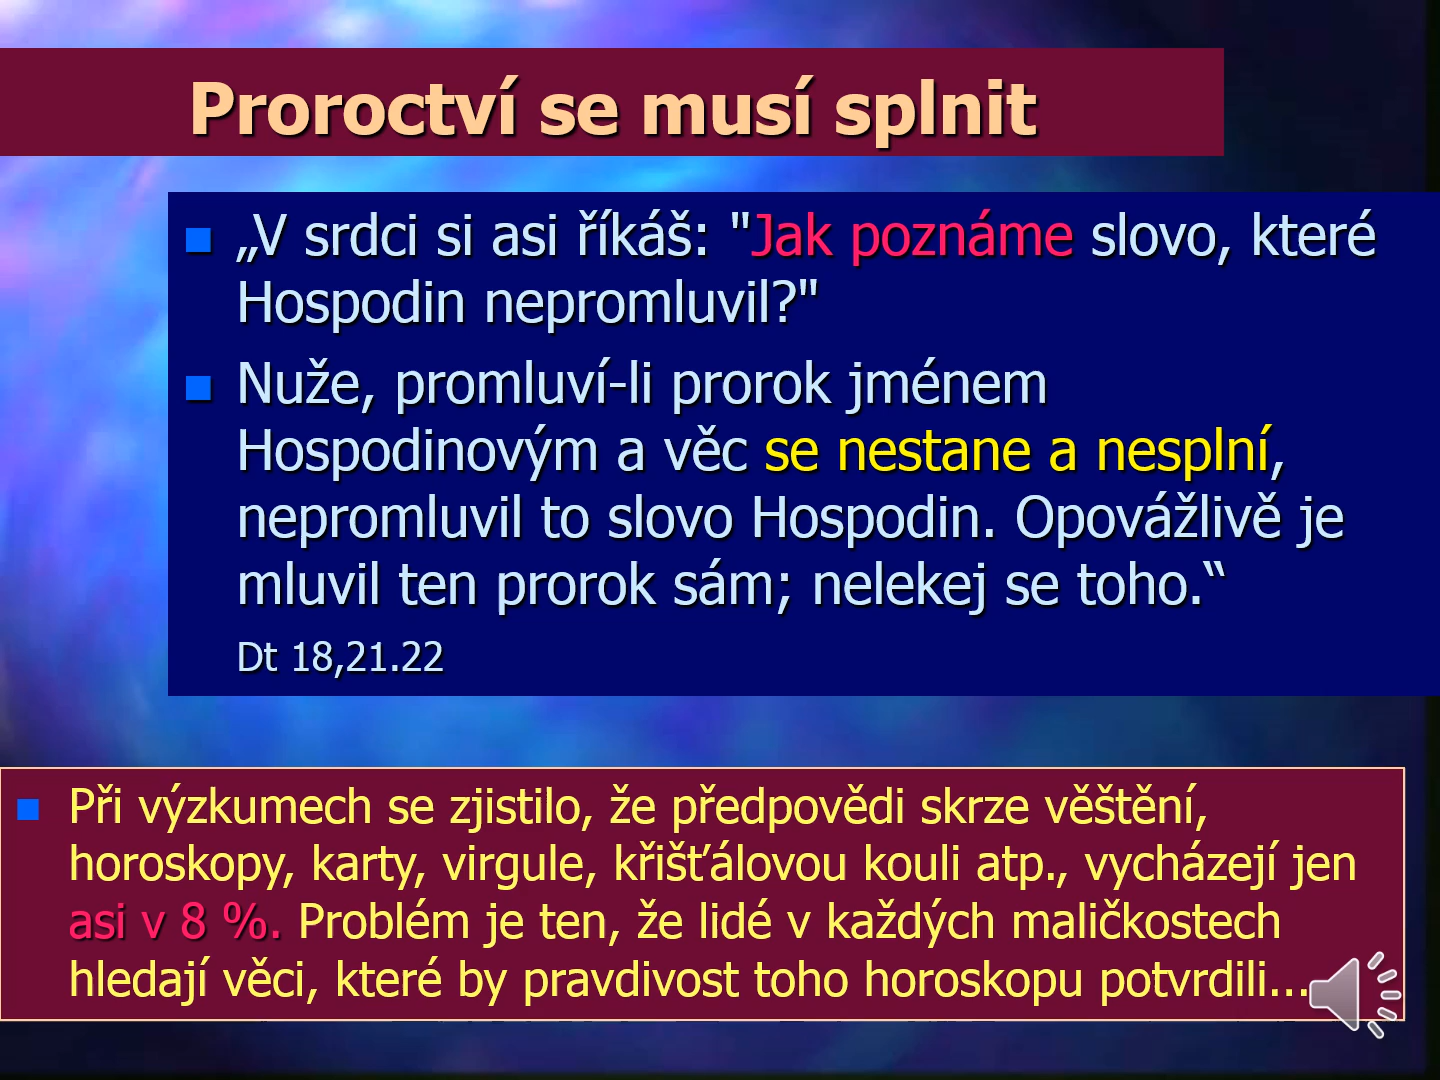 Proroctví se musí splnit
„V srdci si asi říkáš: "Jak poznáme slovo, které
Hospodin nepromluvil?"
Nuže, promluví-li prorok jménem
Hospodinovým a věc se nestane a nesplní,
nepromluvil to slovo Hospodin. Opovážlivě je
mluvil ten prorok sám; nelekej se toho.“
Dt 18,21.22
Při výzkumech se zjistilo, že předpovědi skrze věštění,
horoskopy, karty, virgule, křišťálovou kouli atp., vycházejí jen
asi v 8 %. Problém je ten, že lidé v každých maličkostech
hledají věci, které by pravdivost toho horoskopu potvrdili...